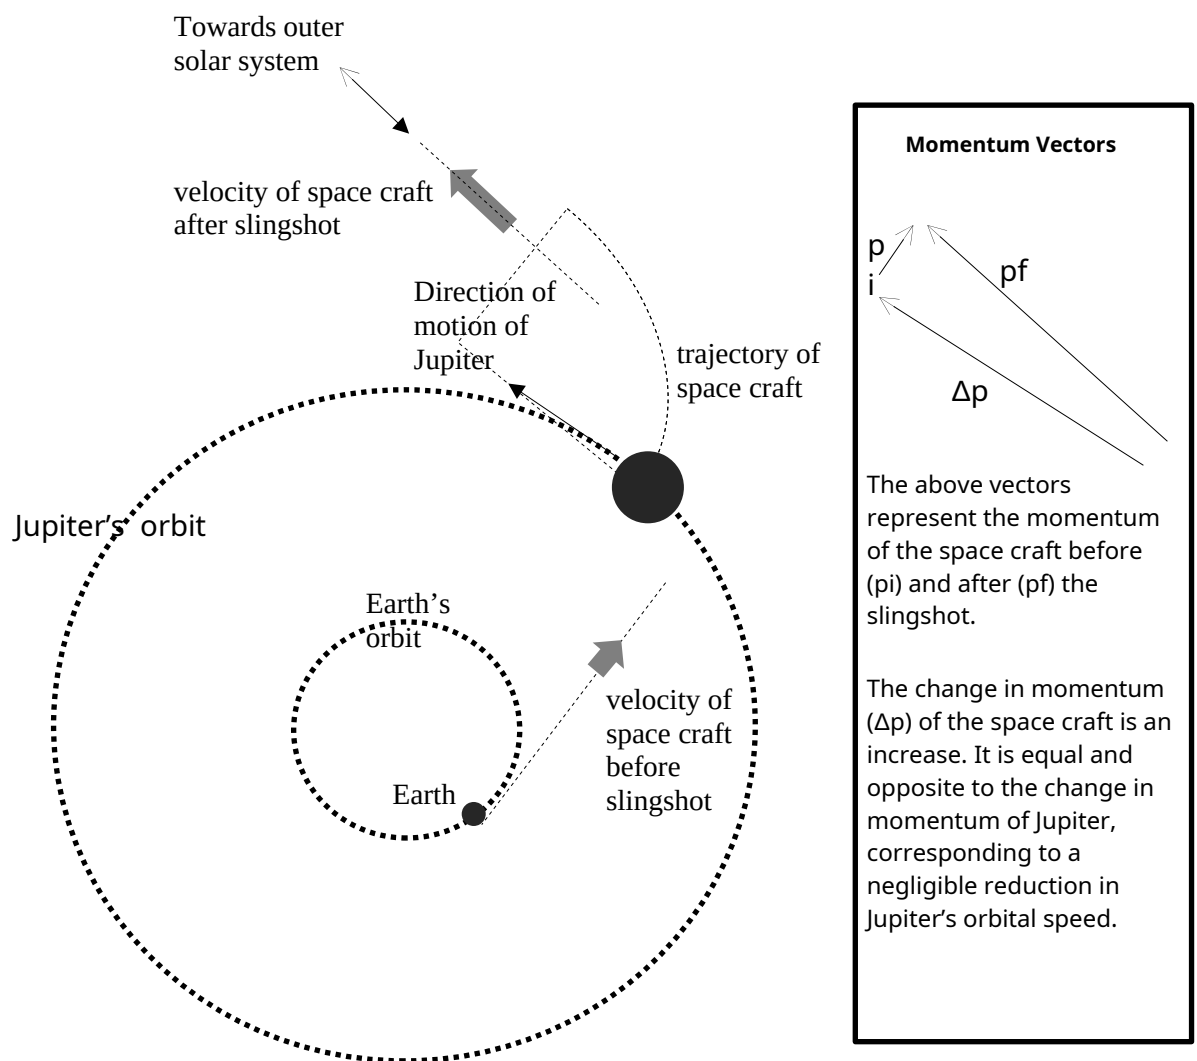 Towards outer
solar system
velocity of space craft
after slingshot
Direction of
motion of
Jupiter
trajectory of
space craft
Jupiter’s orbit
Earth’s
orbit
velocity of
space craft
before
slingshot
Earth
Momentum Vectors
p
i
pf
Δp
The above vectors
represent the momentum
of the space craft before
(pi) and after (pf) the
slingshot.
The change in momentum
(Δp) of the space craft is an
increase. It is equal and
opposite to the change in
momentum of Jupiter,
corresponding to a
negligible reduction in
Jupiter’s orbital speed.